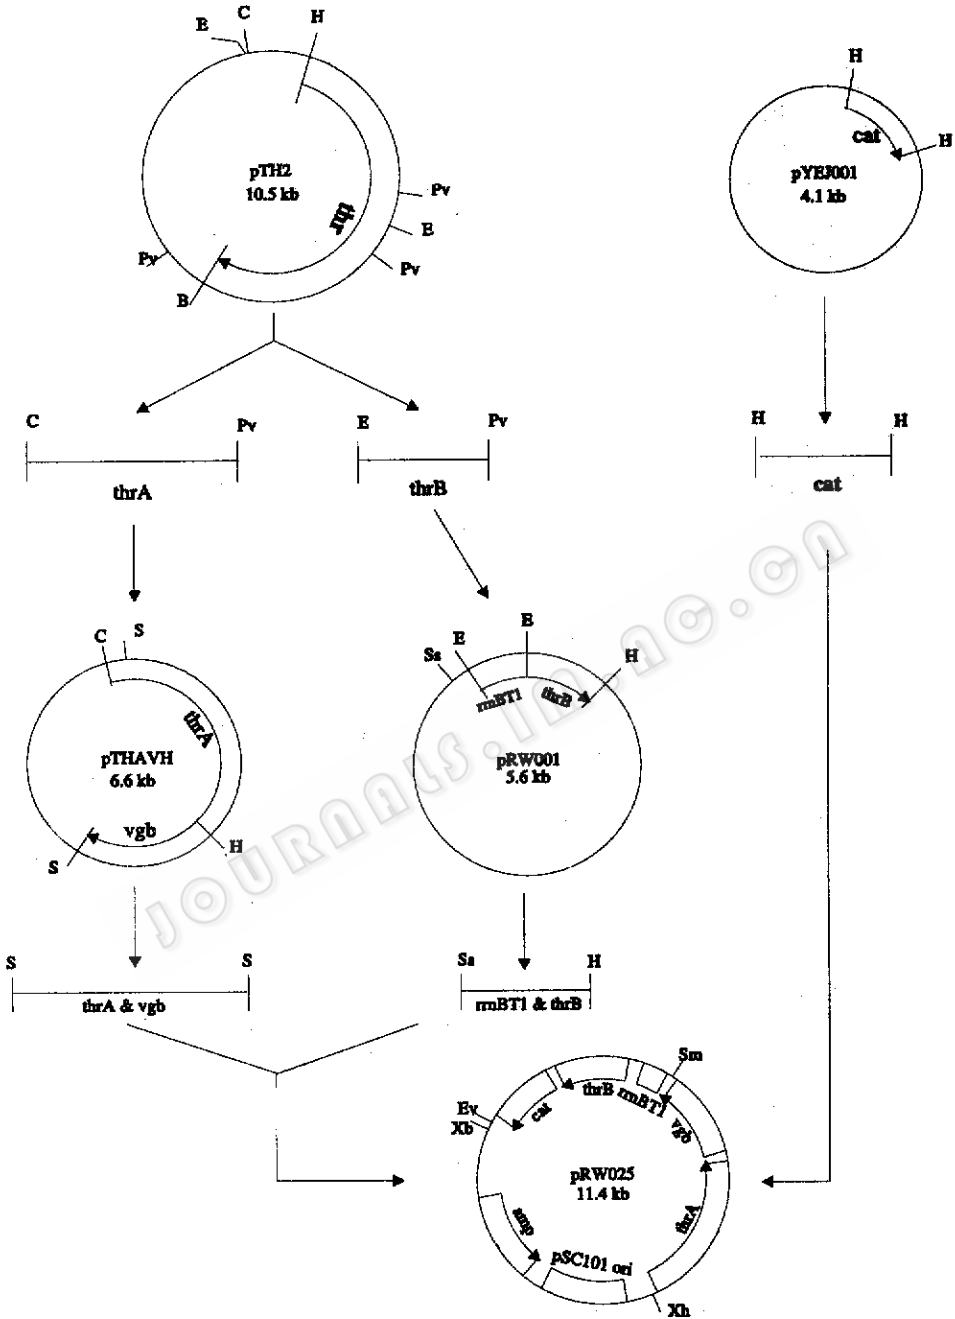 E
C
H
pTH2
10.5 kb
thr
Pv
E
Pv
Pv
B
H
cat
H
pYEJ001
4.1 kb
C
Pv
thrA
E
Pv
thrB
H
H
cat
C
S
thrA
pTHAVH
6.6 kb
vgb
H
S
Ss
E
B
H
rrnBT1
thrB
pRW001
5.6 kb
S
S
thrA & vgb
Ss
H
rrnBT1 & thrB
Sm
thrB
rrnBT1
vgb
cat
Ev
Xb
pRW025
11.4 kb
thrA
amp
pSC101 ori
Xh
JOURNALS.IM.AC.CN